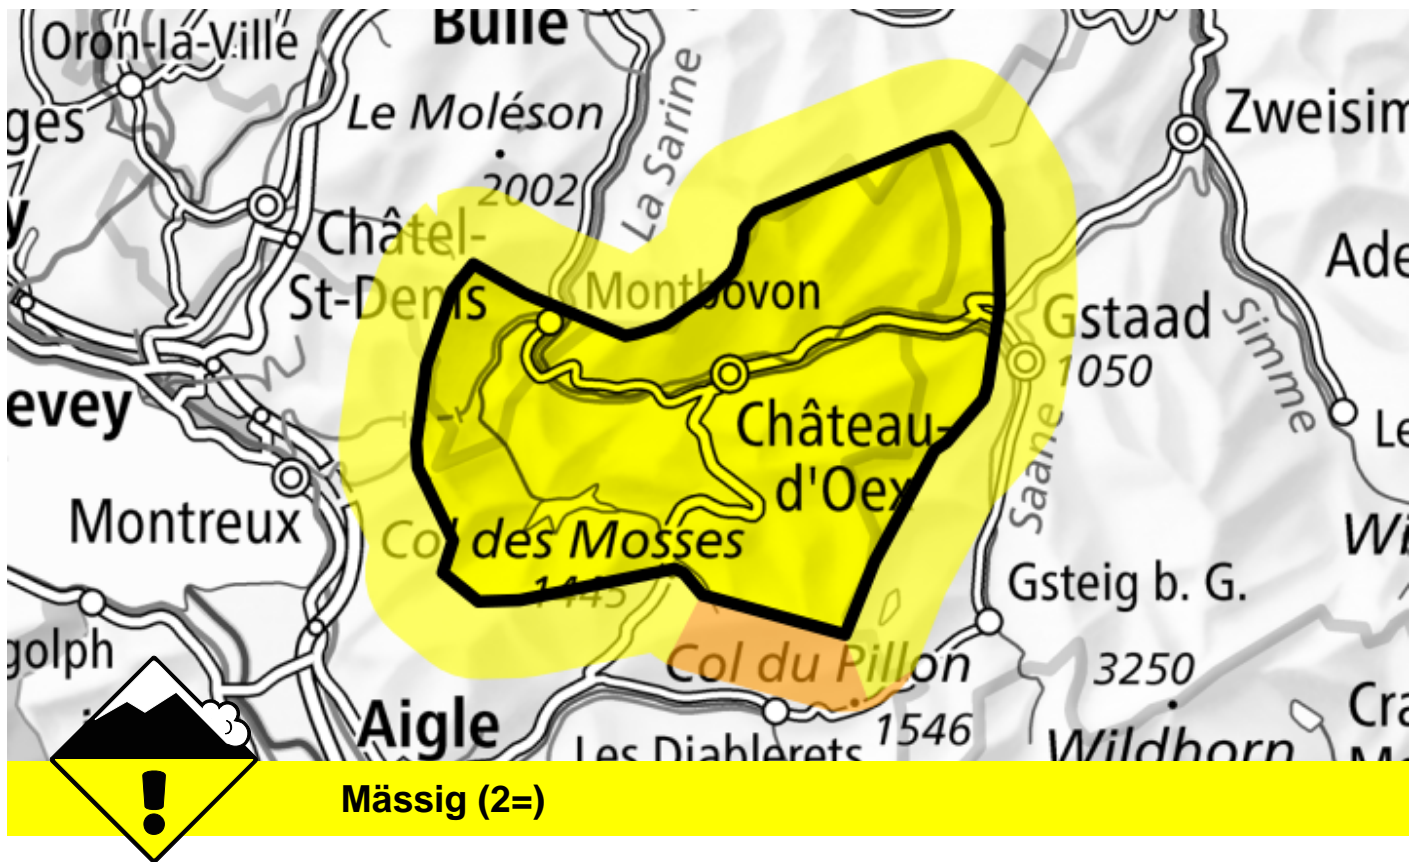 Oron-la-Ville
Bulle
Le Moléson
2002
La Sarine
Zweisim
ges
y
Châtel-
St-Denis
Montbovon
Ade
Gstaad
1050
Simme
evey
Château-
d'Oex
Le
Saane
Montreux
Col des Mosses
1445
Wi
Gsteig b. G.
golph
Col du Pillon
1546
3250
Wildhorn
Cra
Aigle
Les Diablerets
Mässig (2=)